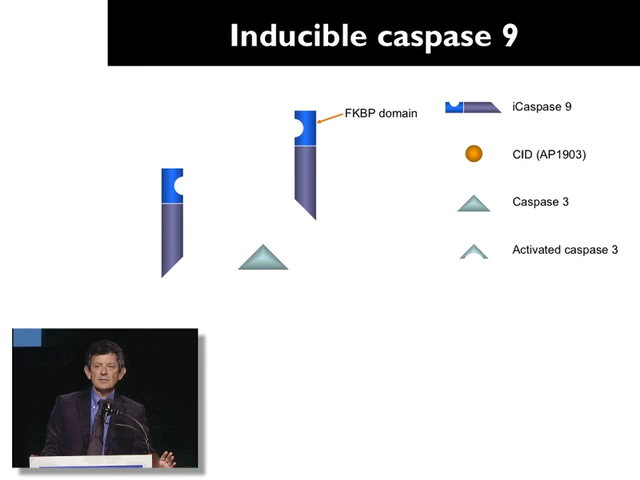 Inducible caspase 9
FKBP domain
iCaspase 9
CID (AP1903)
Caspase 3
Activated caspase 3